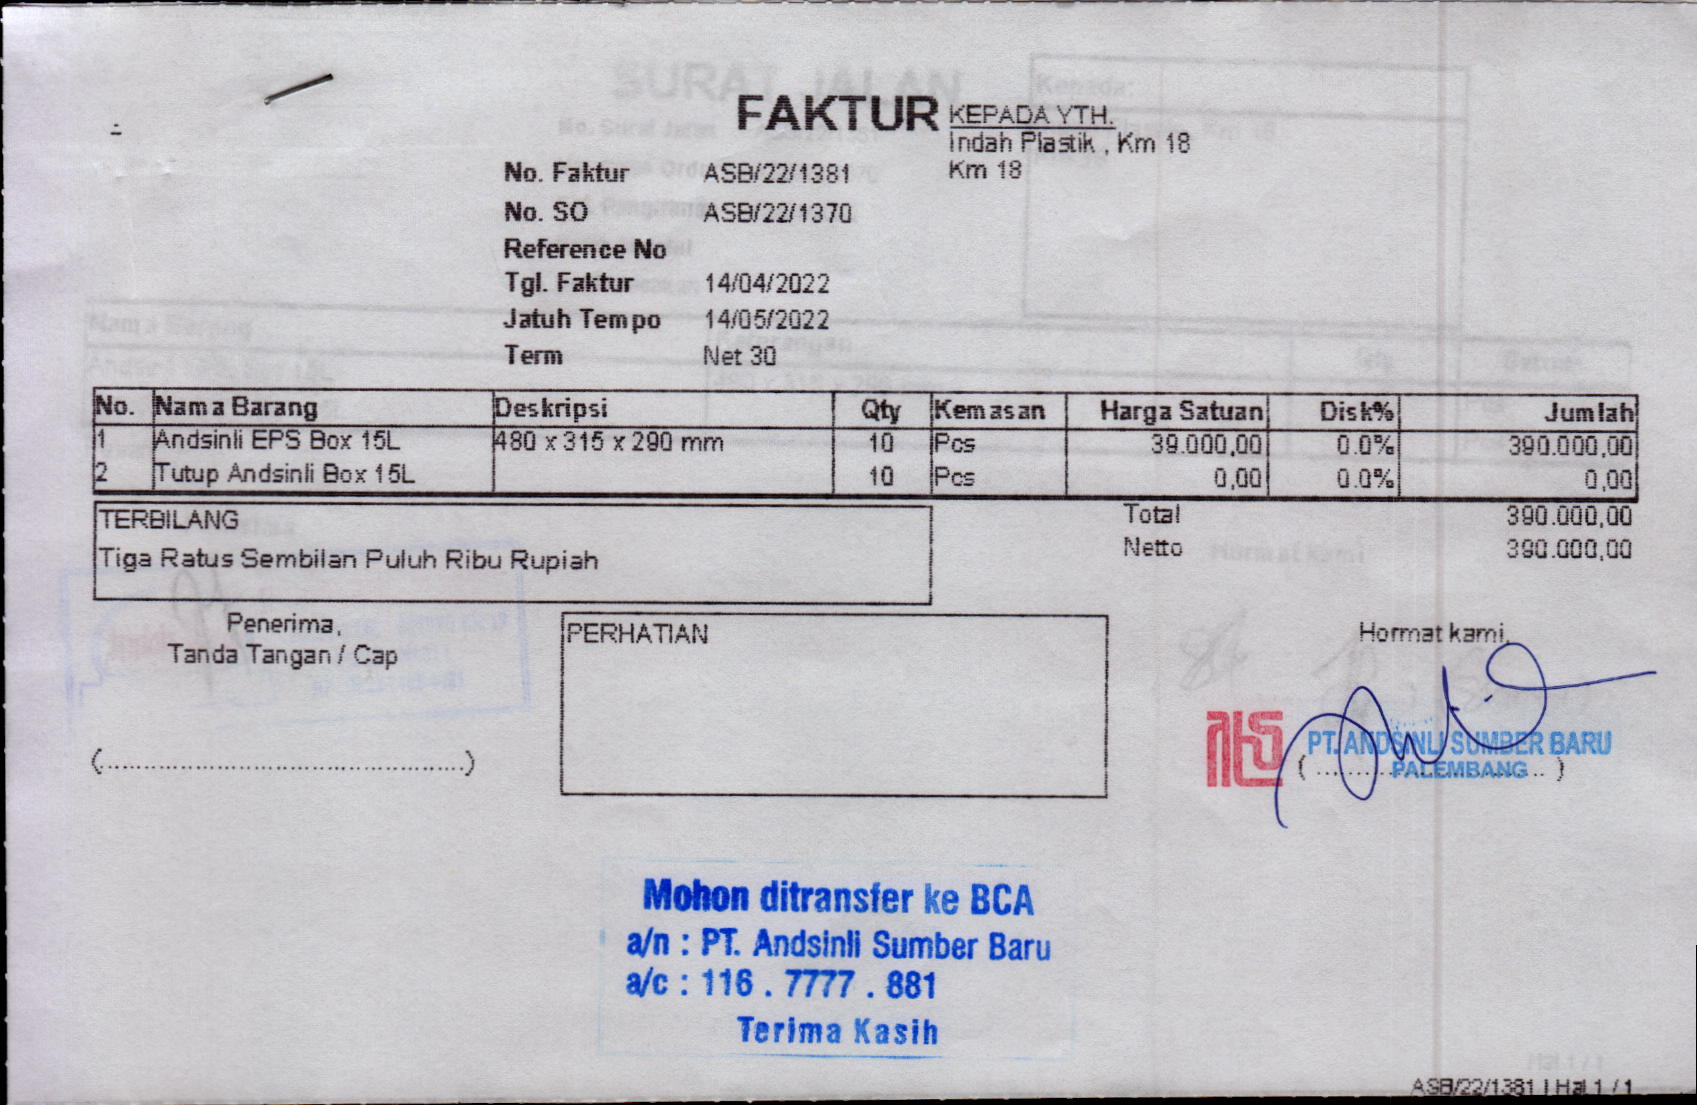 FAKTUR
KEPADA YTH.
Indah Plastik , Km 18
Km 18
No. Faktur ASB/22/1381
No. SO ASB/22/1370
Reference No
Tgl. Faktur 14/04/2022
Jatuh Tempo 14/05/2022
Term Net 30
No. Nama Barang Deskripsi Qty Kemasan Harga Satuan Disk% Jumlah
1 Andsinli EPS Box 15L 480 x 315 x 290 mm 10 Pcs 39.000,00 0.0% 390.000,00
2 Tutup Andsinli Box 15L 10 Pcs 0,00 0.0% 0,00
TERBILANG
Tiga Ratus Sembilan Puluh Ribu Rupiah
Total 390.000,00
Netto 390.000,00
Penerima,
Tanda Tangan / Cap
(................................................)
PERHATIAN
Hormat kami,
PT. ANDSINLI SUMBER BARU
PALEMBANG
Mohon ditransfer ke BCA
a/n : PT. Andsinli Sumber Baru
a/c : 116 . 7777 . 881
Terima Kasih
ASB/22/1381 | Hal 1 / 1